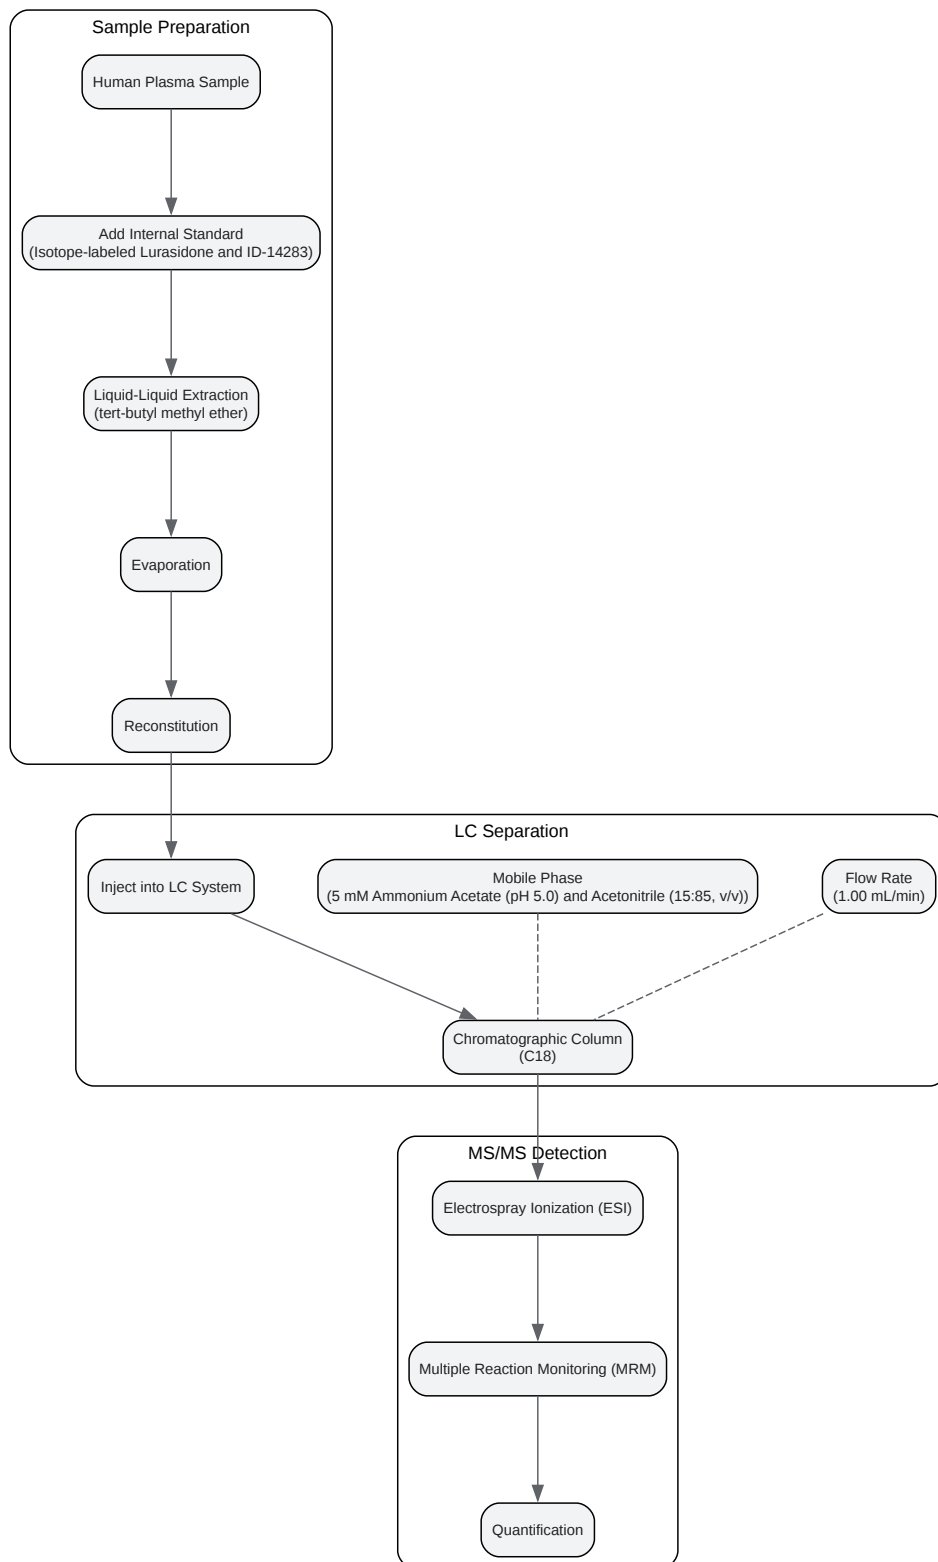 Sample Preparation
Human Plasma Sample
Add Internal Standard
(Isotope-labeled Lurasidone and ID-14283)
Liquid-Liquid Extraction
(tert-butyl methyl ether)
Evaporation
Reconstitution
LC Separation
Inject into LC System
Mobile Phase
(5 mM Ammonium Acetate (pH 5.0) and Acetonitrile (15:85, v/v))
Flow Rate
(1.00 mL/min)
Chromatographic Column
(C18)
MS/MS Detection
Electrospray Ionization (ESI)
Multiple Reaction Monitoring (MRM)
Quantification